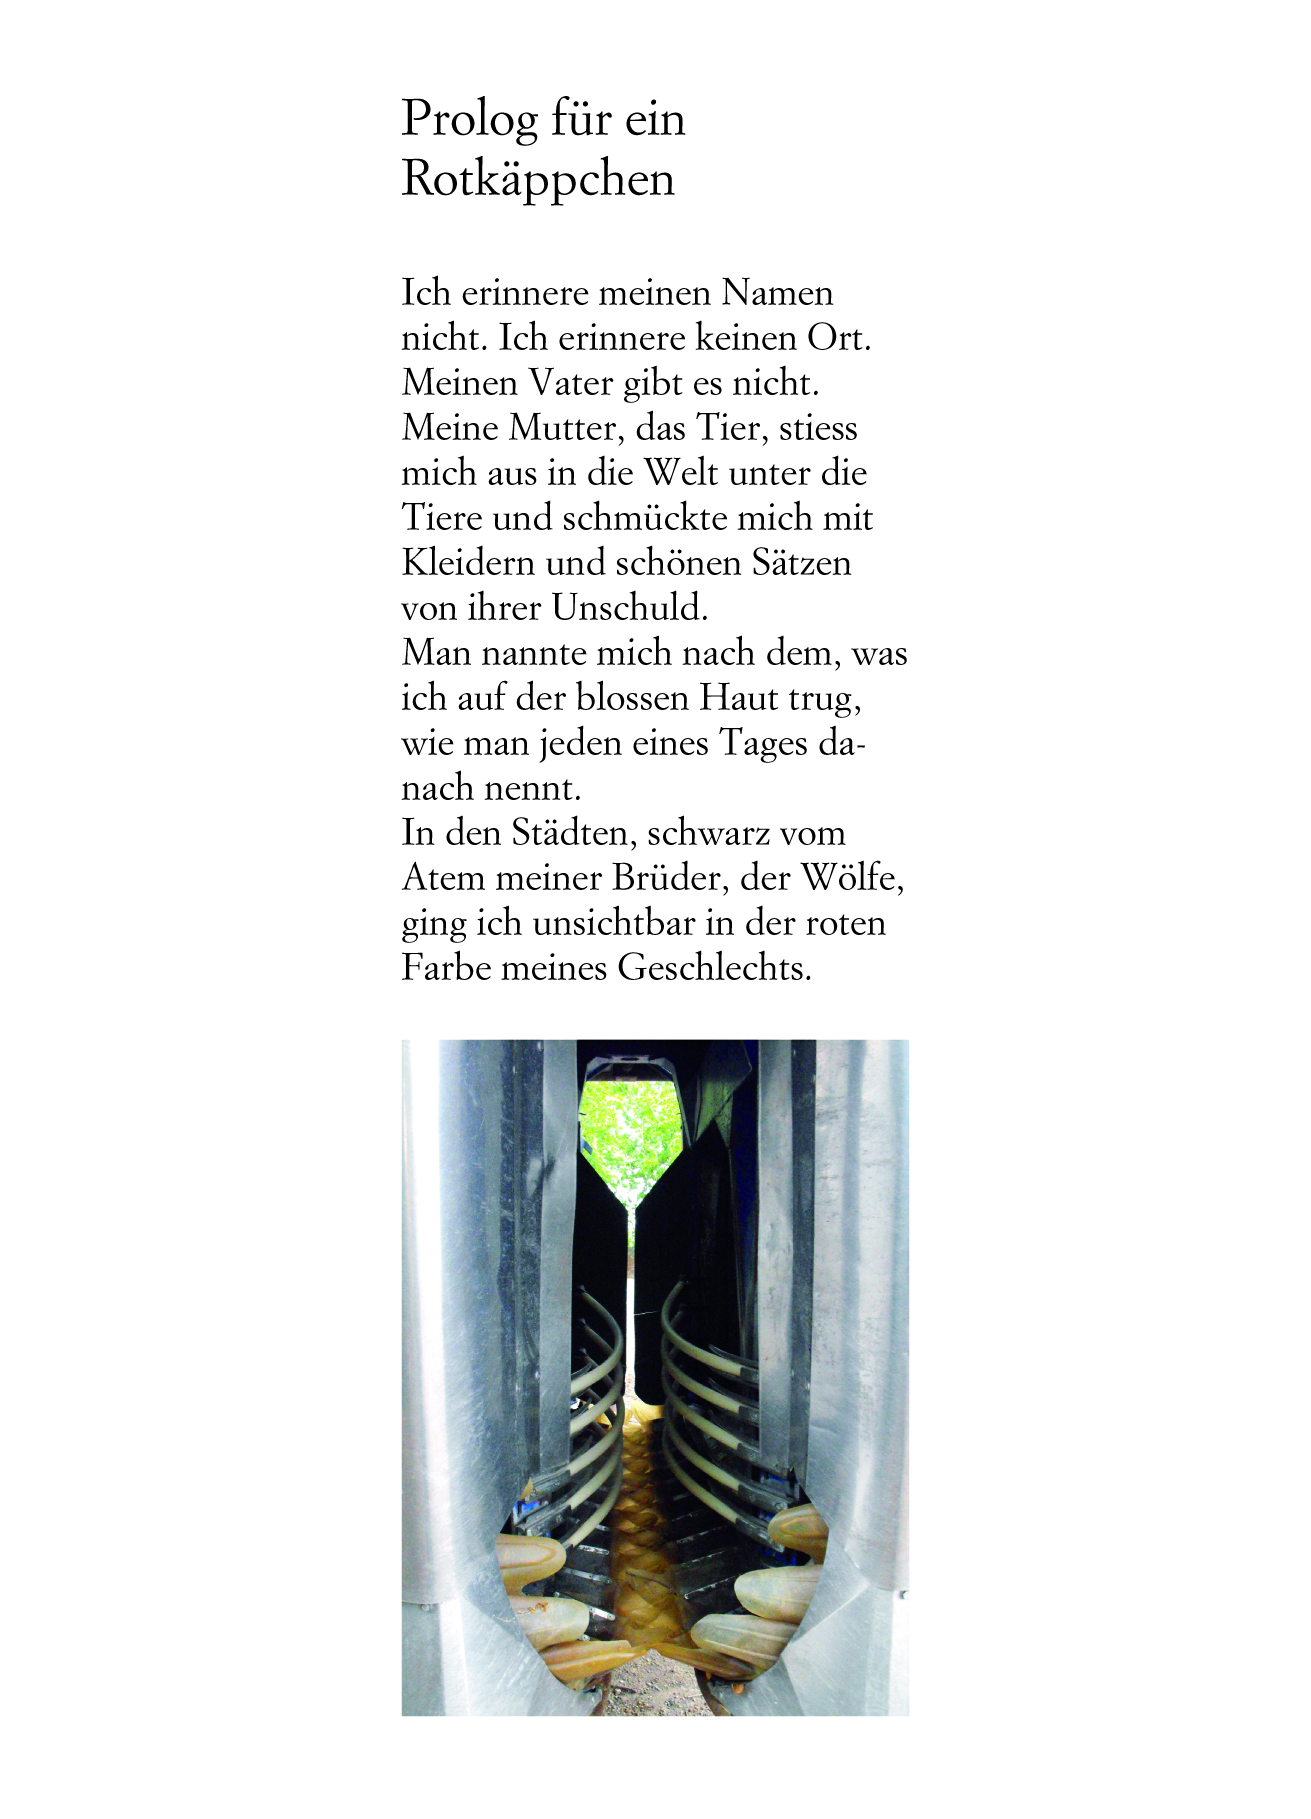 Prolog für ein
Rotkäppchen
Ich erinnere meinen Namen
nicht. Ich erinnere keinen Ort.
Meinen Vater gibt es nicht.
Meine Mutter, das Tier, stiess
mich aus in die Welt unter die
Tiere und schmückte mich mit
Kleidern und schönen Sätzen
von ihrer Unschuld.
Man nannte mich nach dem, was
ich auf der blossen Haut trug,
wie man jeden eines Tages da-
nach nennt.
In den Städten, schwarz vom
Atem meiner Brüder, der Wölfe,
ging ich unsichtbar in der roten
Farbe meines Geschlechts.